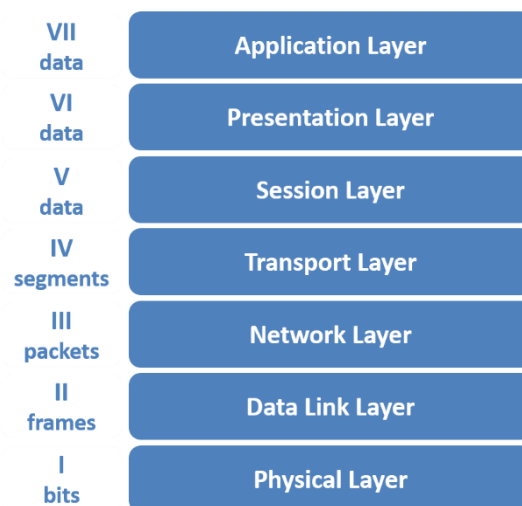 VII
data
Application Layer
VI
data
Presentation Layer
V
data
Session Layer
IV
segments
Transport Layer
III
packets
Network Layer
II
frames
Data Link Layer
I
bits
Physical Layer